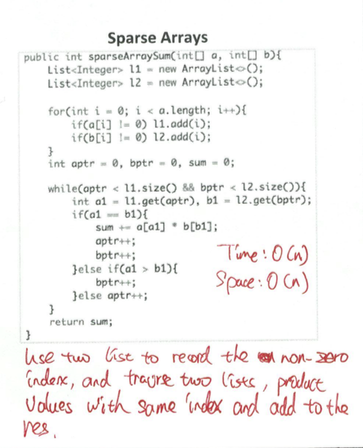 Sparse Arrays
public int sparseArraySum(int[] a, int[] b){
List<Integer> l1 = new ArrayList<>();
List<Integer> l2 = new ArrayList<>();
for(int i = 0; i < a.length; i++){
if(a[i] != 0) l1.add(i);
if(b[i] != 0) l2.add(i);
}
int aptr = 0, bptr = 0, sum = 0;
while(aptr < l1.size() && bptr < l2.size()){
int a1 = l1.get(aptr), b1 = l2.get(bptr);
if(a1 == b1){
sum += a[a1] * b[b1];
aptr++;
bptr++;
}else if(a1 > b1){
bptr++;
}else aptr++;
}
return sum;
}
Time: O(n)
Space: O(n)
Use two list to record the non-zero
index, and traver two lists, product
values with same index and add to the
res.